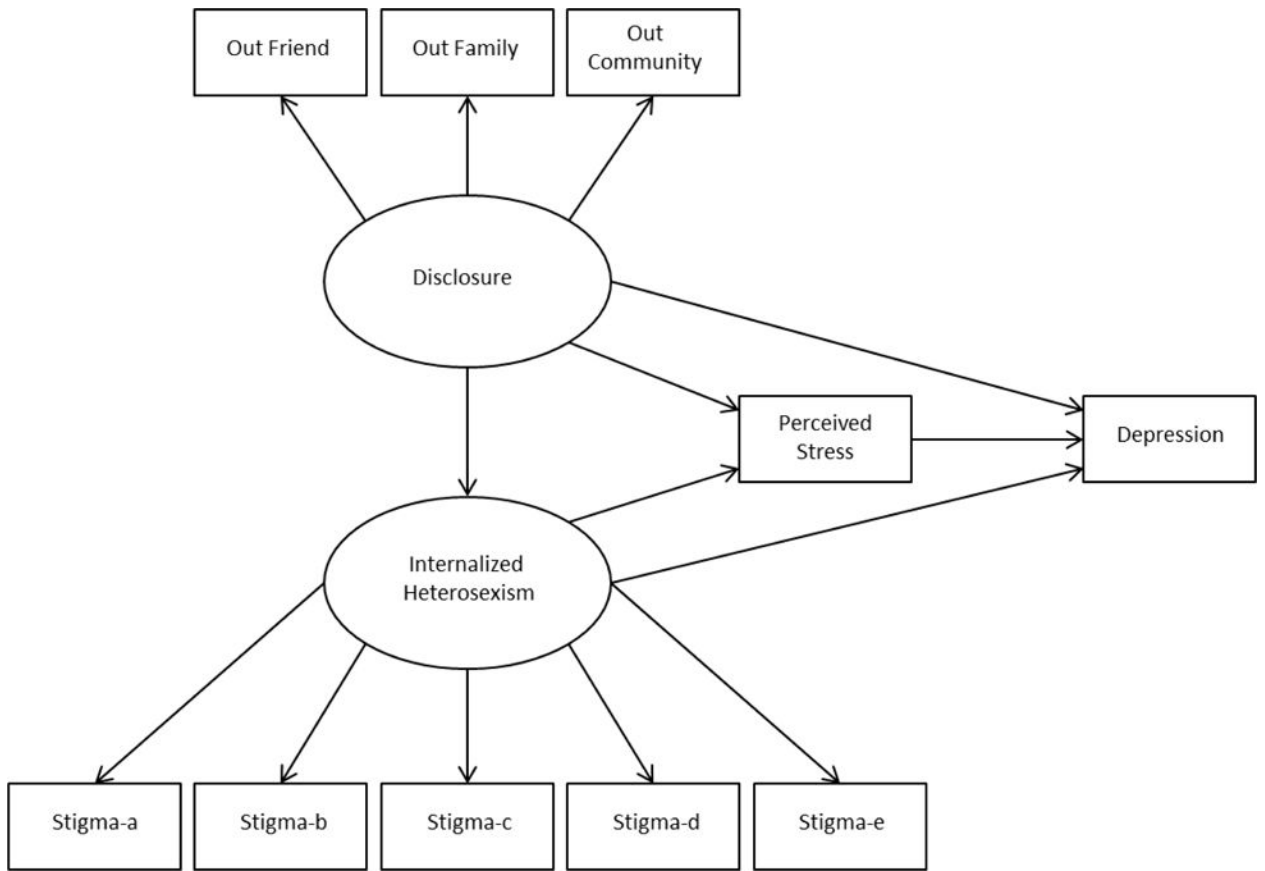 Out Friend
Out Family
Out
Community
Disclosure
Perceived
Stress
Depression
Internalized
Heterosexism
Stigma-a
Stigma-b
Stigma-c
Stigma-d
Stigma-e